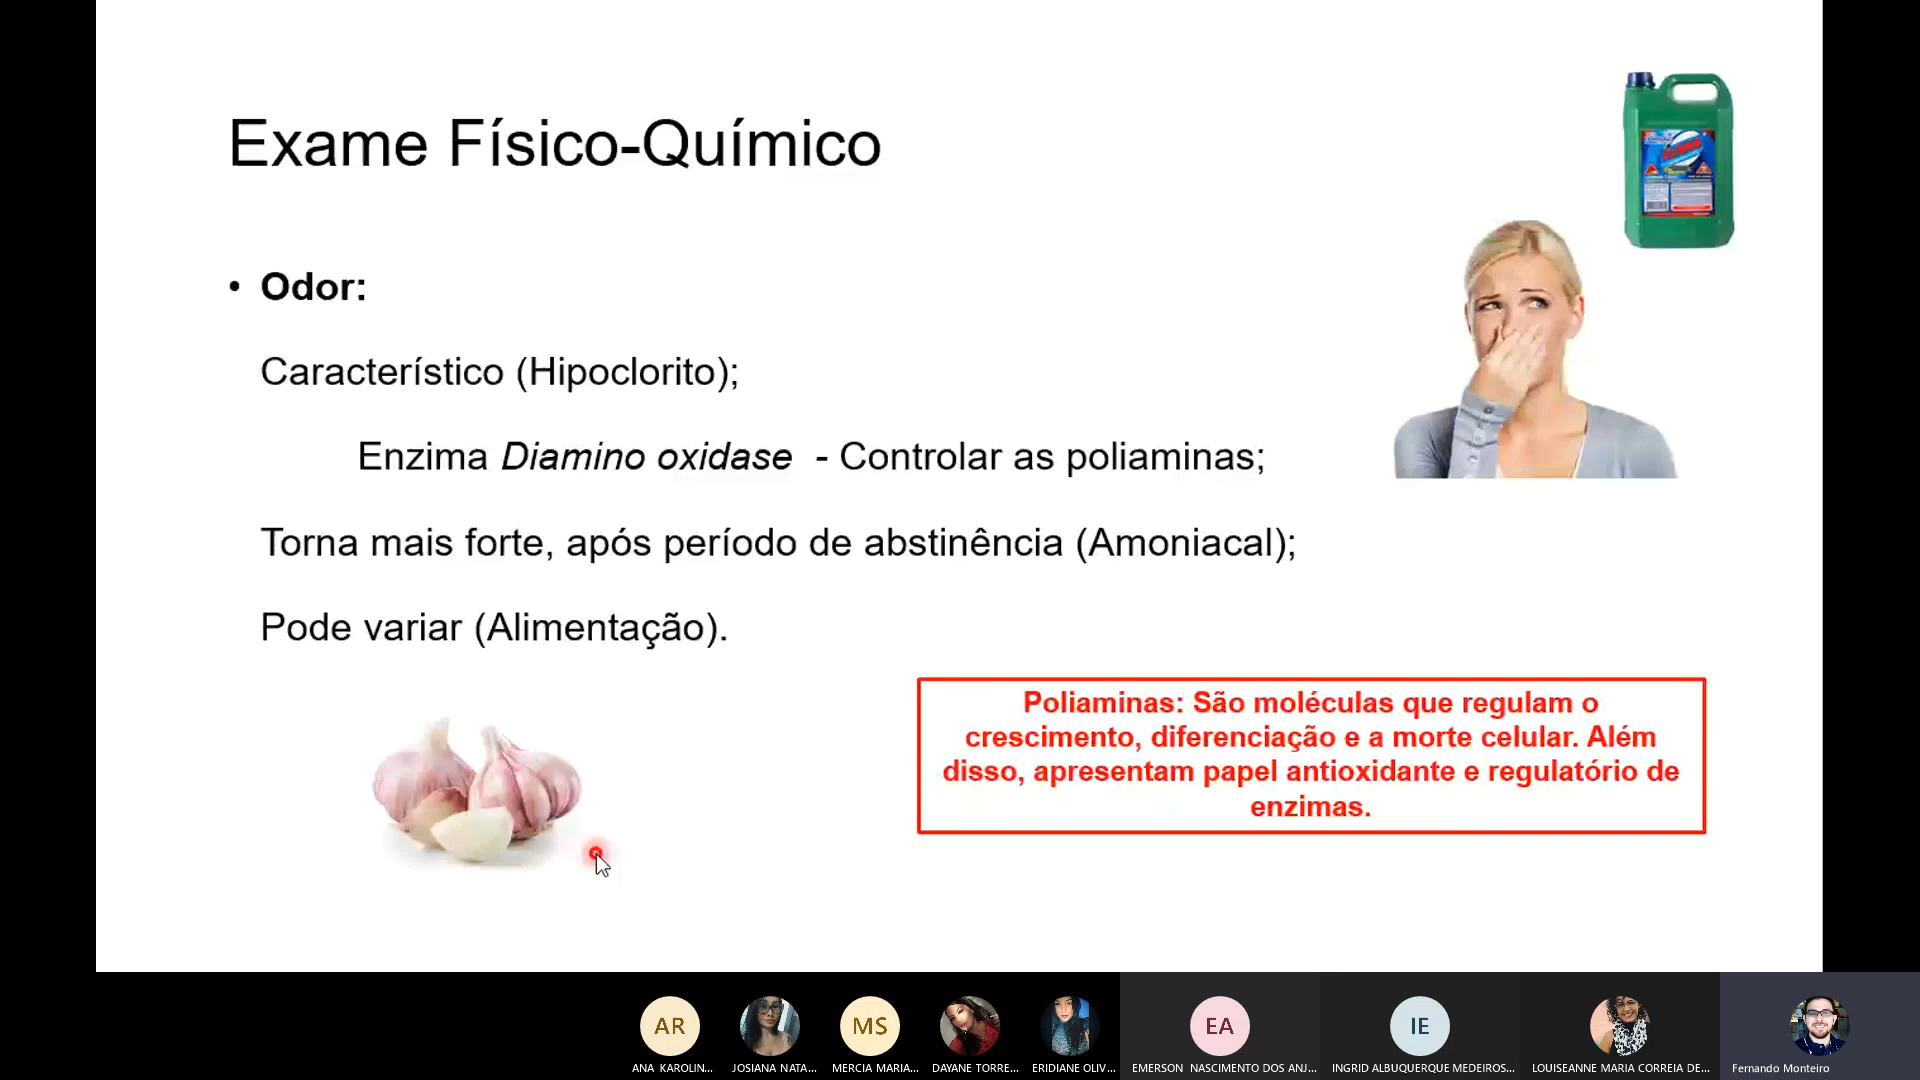 Exame Físico-Químico
• Odor:
Característico (Hipoclorito);
Enzima Diamino oxidase - Controlar as poliaminas;
Torna mais forte, após período de abstinência (Amoniacal);
Pode variar (Alimentação).
Poliaminas: São moléculas que regulam o
crescimento, diferenciação e a morte celular. Além
disso, apresentam papel antioxidante e regulatório de
enzimas.
AR
MS
EA
IE
ANA KAROLIN...
JOSIANA NATA...
MERCIA MARIA...
DAYANE TORRE...
ERIDIANE OLIV...
EMERSON NASCIMENTO DOS ANJ...
INGRID ALBUQUERQUE MEDEIROS...
LOUISEANNE MARIA CORREIA DE...
Fernando Monteiro